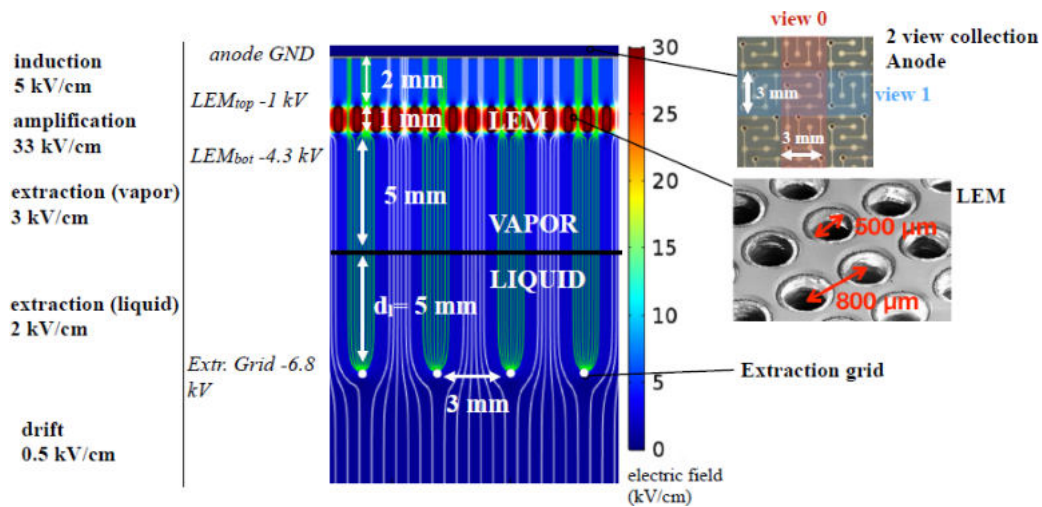 induction
5 kV/cm
amplification
33 kV/cm
extraction (vapor)
3 kV/cm
extraction (liquid)
2 kV/cm
drift
0.5 kV/cm
anode GND
LEMtop -1 kV
LEMbot -4.3 kV
Extr. Grid -6.8
kV
2 mm
1 mm
LEM
5 mm
VAPOR
LIQUID
dl= 5 mm
3 mm
30
25
20
15
10
5
0
electric field
(kV/cm)
view 0
2 view collection
Anode
view 1
3 mm
3 mm
LEM
500 μm
800 μm
Extraction grid